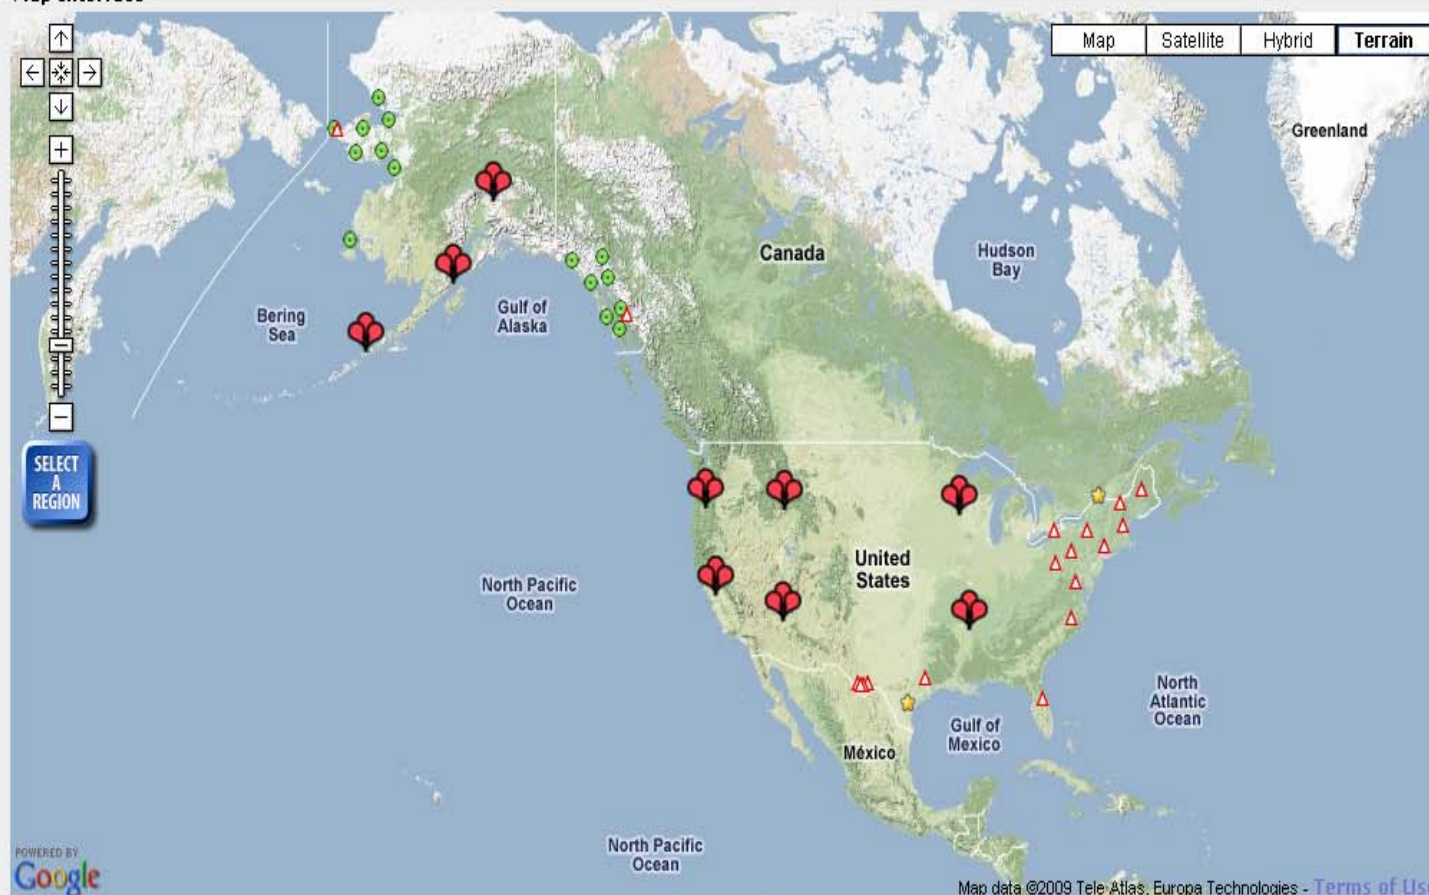 Map
Satellite
Hybrid
Terrain
Greenland
Canada
Hudson
Bay
Bering
Sea
Gulf of
Alaska
SELECT
A
REGION
United
States
North Pacific
Ocean
North
Atlantic
Ocean
Gulf of
Mexico
México
North Pacific
Ocean
POWERED BY
Google
Map data ©2009 Tele Atlas, Europa Technologies - Terms of Us